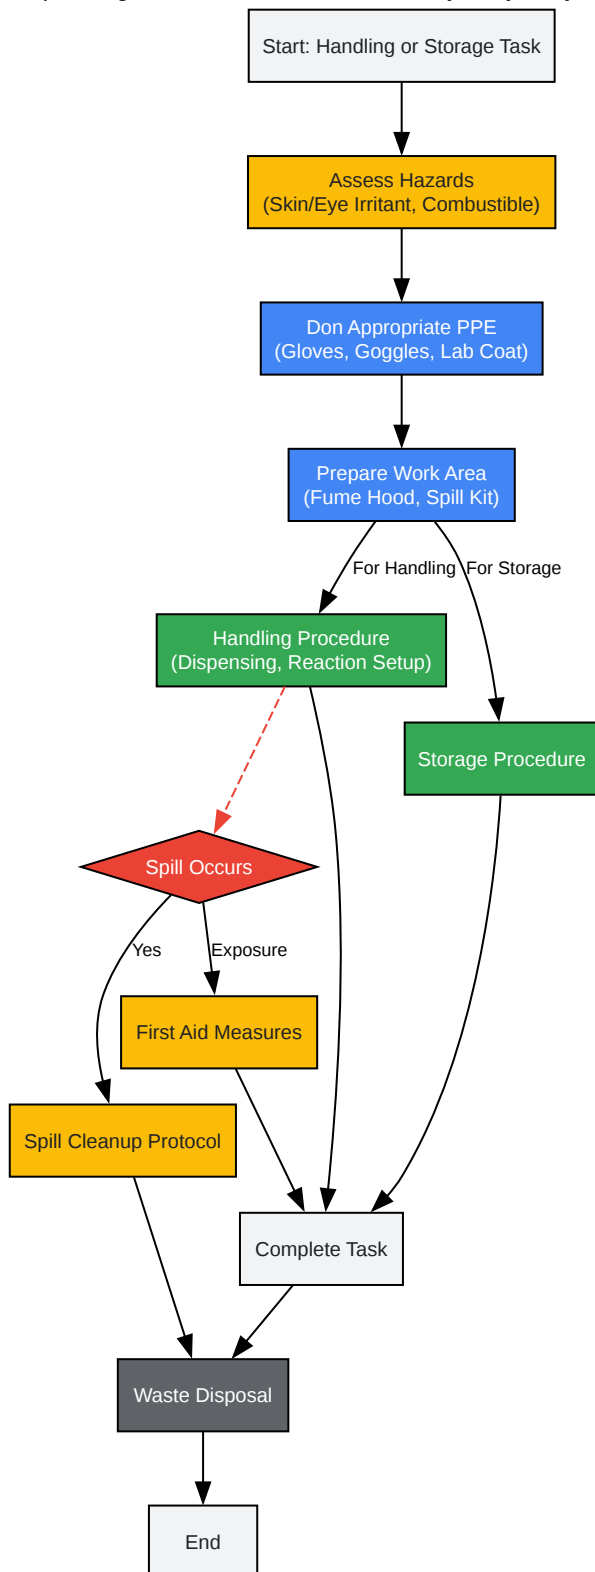 Start: Handling or Storage Task
Assess Hazards
(Skin/Eye Irritant, Combustible)
Don Appropriate PPE
(Gloves, Goggles, Lab Coat)
Prepare Work Area
(Fume Hood, Spill Kit)
For Handling
For Storage
Handling Procedure
(Dispensing, Reaction Setup)
Storage Procedure
Spill Occurs
Yes
Exposure
First Aid Measures
Spill Cleanup Protocol
Complete Task
Waste Disposal
End